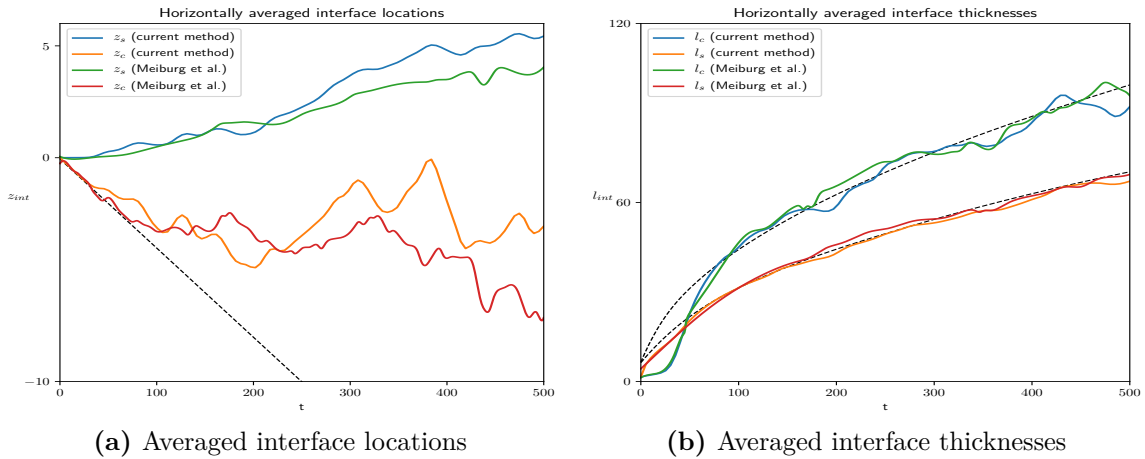 Horizontally averaged interface locations
z_s (current method)
z_c (current method)
z_s (Meiburg et al.)
z_c (Meiburg et al.)
5
0
−10
z_int
0
100
200
300
400
500
t
(a) Averaged interface locations
Horizontally averaged interface thicknesses
l_c (current method)
l_s (current method)
l_c (Meiburg et al.)
l_s (Meiburg et al.)
120
60
0
l_int
0
100
200
300
400
500
t
(b) Averaged interface thicknesses